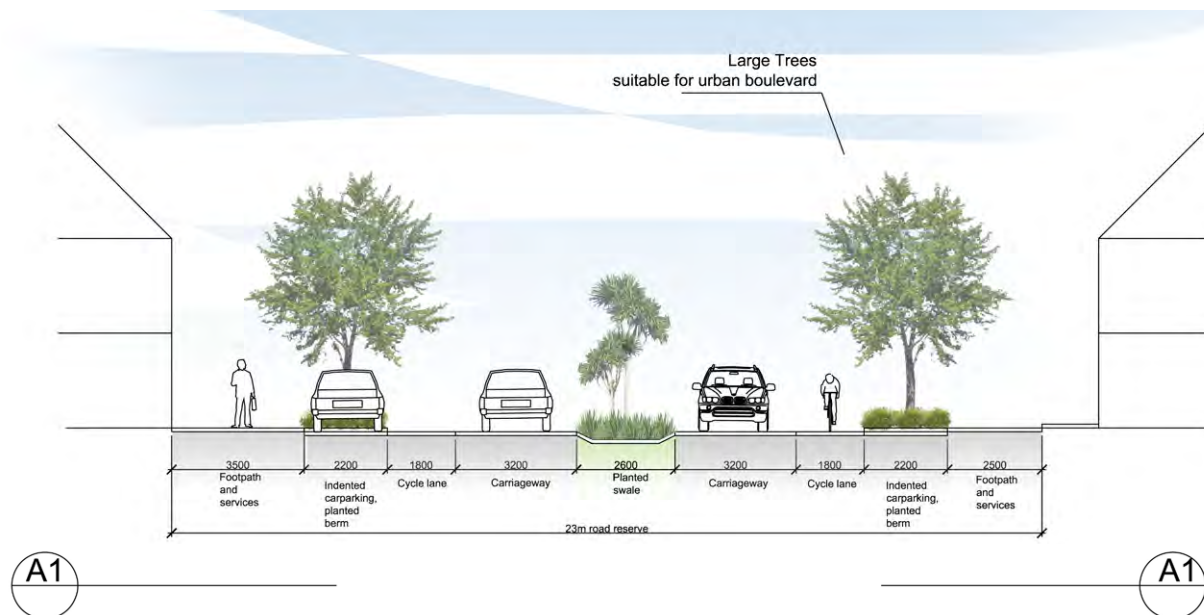 Large Trees
suitable for urban boulevard
3500
2200
1800
3200
2600
3200
1800
2200
2500
Footpath
and
services
Indented
carparking,
planted
berm
Cycle lane
Carriageway
Planted
swale
Carriageway
Cycle lane
Indented
carparking,
planted
berm
Footpath
and
services
23m road reserve
A1
A1